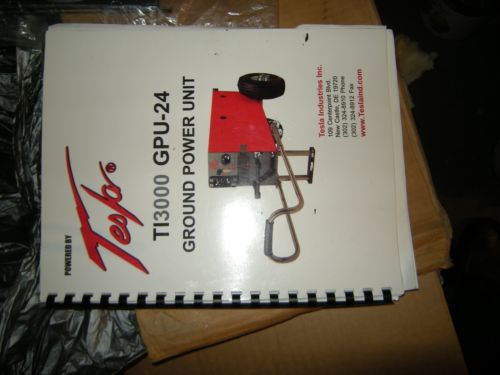 POWERED BY
Tesla®
TI3000 GPU-24
GROUND POWER UNIT
Tesla Industries Inc.
109 Centerpoint Blvd.
New Castle, DE 19720
(302) 324-8910 Phone
(302) 324-8912 Fax
www.Teslaind.com